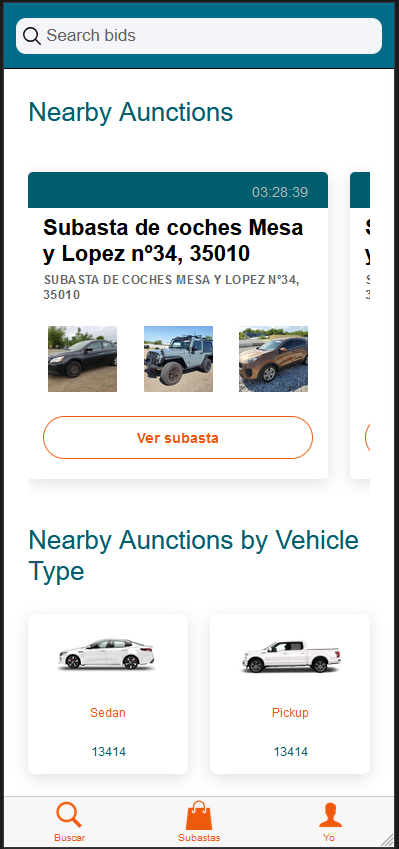 Search bids
Nearby Aunctions
03:28:39
Subasta de coches Mesa
y Lopez nº34, 35010
SUBASTA DE COCHES MESA Y LOPEZ Nº34,
35010
Ver subasta
Nearby Aunctions by Vehicle
Type
Sedan
Pickup
13414
13414
Buscar
Subastas
Yo